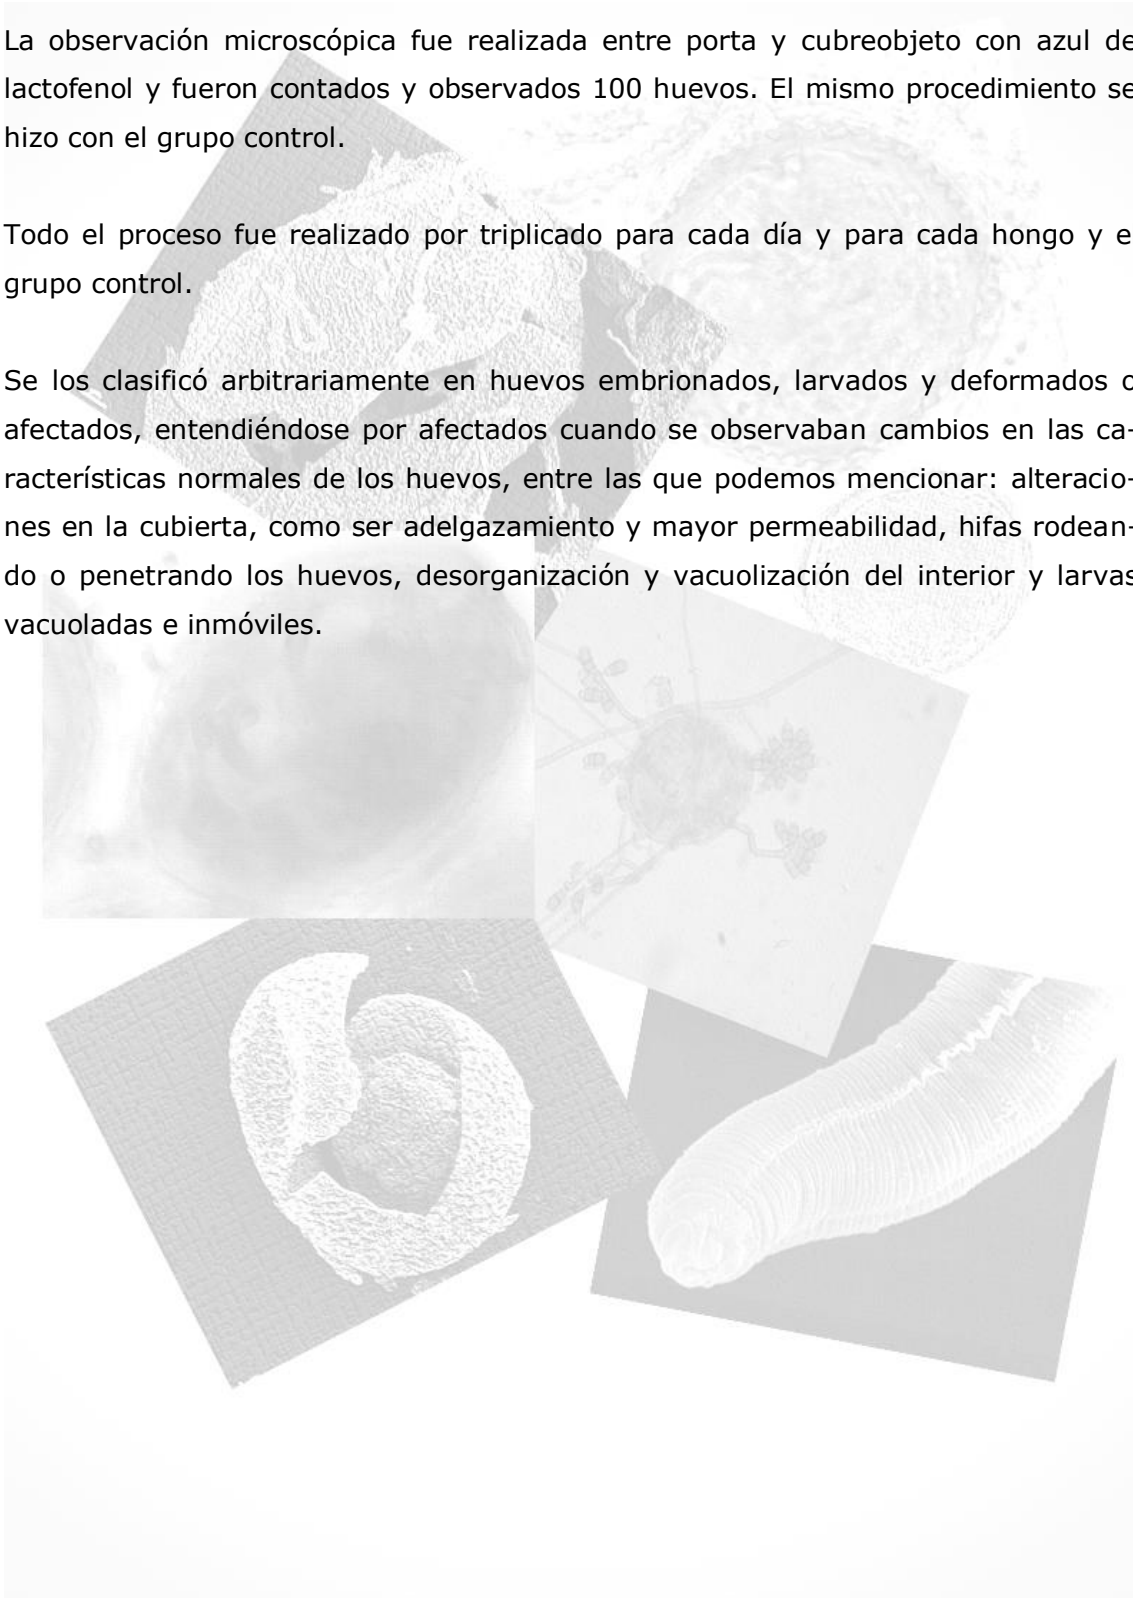 La observación microscópica fue realizada entre porta y cubreobjeto con azul de
lactofenol y fueron contados y observados 100 huevos. El mismo procedimiento se
hizo con el grupo control.
Todo el proceso fue realizado por triplicado para cada día y para cada hongo y e
grupo control.
Se los clasificó arbitrariamente en huevos embrionados, larvados y deformados o
afectados, entendiéndose por afectados cuando se observaban cambios en las ca-
racterísticas normales de los huevos, entre las que podemos mencionar: alteracio-
nes en la cubierta, como ser adelgazamiento y mayor permeabilidad, hifas rodean-
do o penetrando los huevos, desorganización y vacuolización del interior y larvas
vacuoladas e inmóviles.